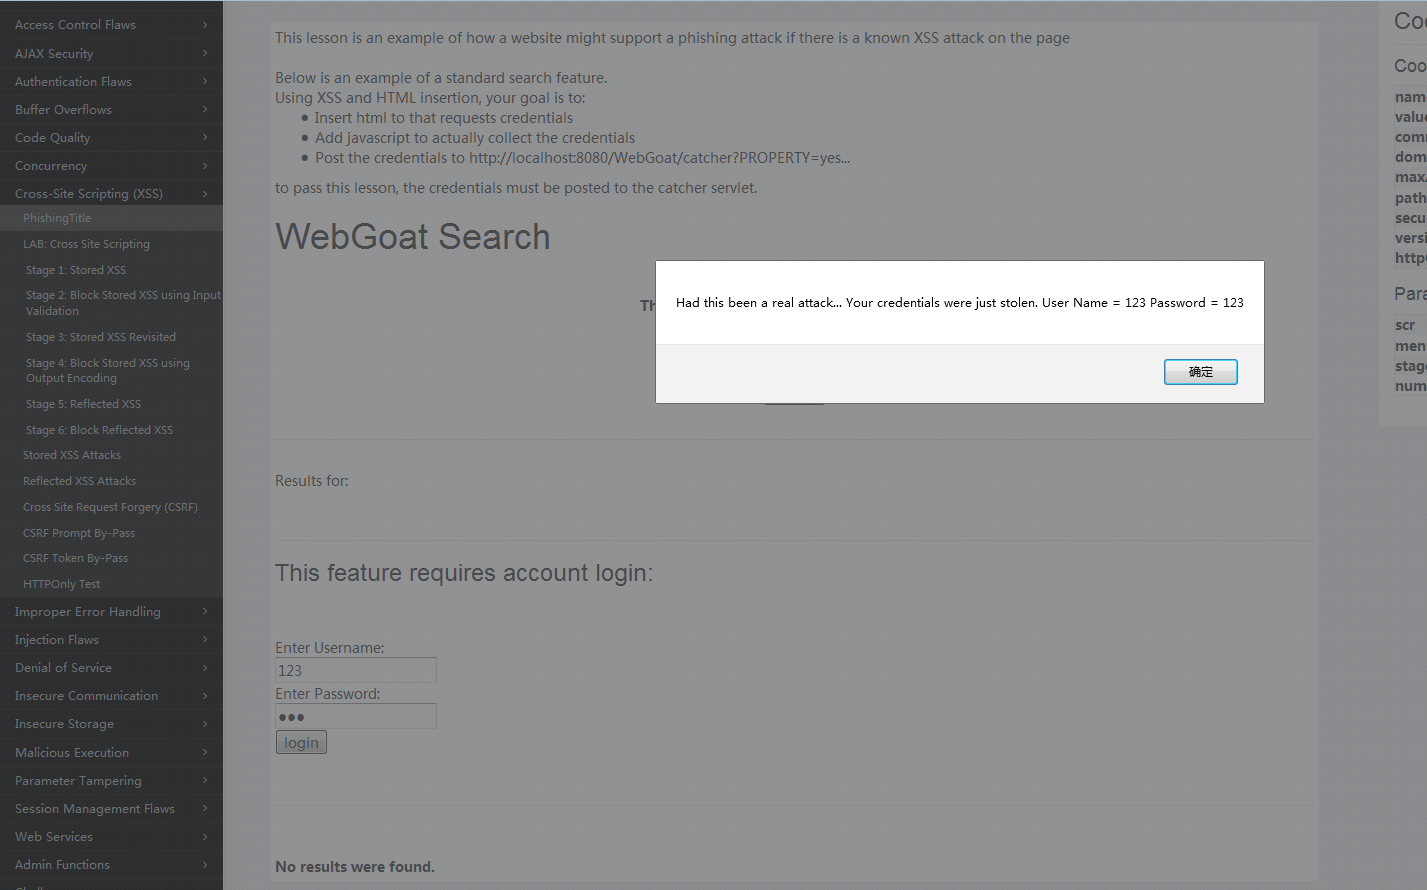 Access Control Flaws
AJAX Security
Authentication Flaws
Buffer Overflows
Code Quality
Concurrency
Cross-Site Scripting (XSS)
PhishingTitle
LAB: Cross Site Scripting
Stage 1: Stored XSS
Stage 2: Block Stored XSS using Input
Validation
Stage 3: Stored XSS Revisited
Stage 4: Block Stored XSS using
Output Encoding
Stage 5: Reflected XSS
Stage 6: Block Reflected XSS
Stored XSS Attacks
Reflected XSS Attacks
Cross Site Request Forgery (CSRF)
CSRF Prompt By-Pass
CSRF Token By-Pass
HTTPOnly Test
Improper Error Handling
Injection Flaws
Denial of Service
Insecure Communication
Insecure Storage
Malicious Execution
Parameter Tampering
Session Management Flaws
Web Services
Admin Functions
This lesson is an example of how a website might support a phishing attack if there is a known XSS attack on the page
Below is an example of a standard search feature.
Using XSS and HTML insertion, your goal is to:
• Insert html to that requests credentials
• Add javascript to actually collect the credentials
• Post the credentials to http://localhost:8080/WebGoat/catcher?PROPERTY=yes...
to pass this lesson, the credentials must be posted to the catcher servlet.
WebGoat Search
Th
Had this been a real attack... Your credentials were just stolen. User Name = 123 Password = 123
确定
Results for:
This feature requires account login:
Enter Username:
123
Enter Password:
●●●
login
No results were found.
Coo
Coo
nam
value
com
dom
max
path
secu
versi
http
Para
scr
men
stag
num